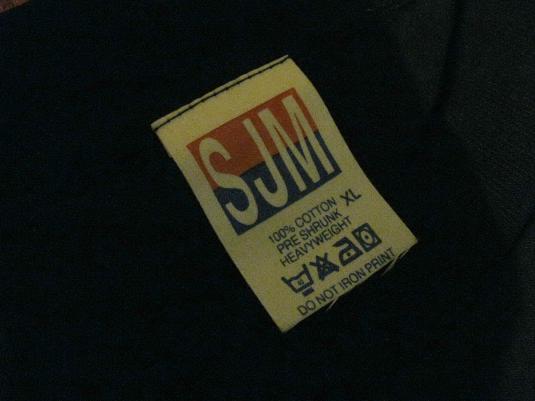 SJM
100% COTTON XL
PRE SHRUNK
HEAVYWEIGHT
DO NOT IRON PRINT